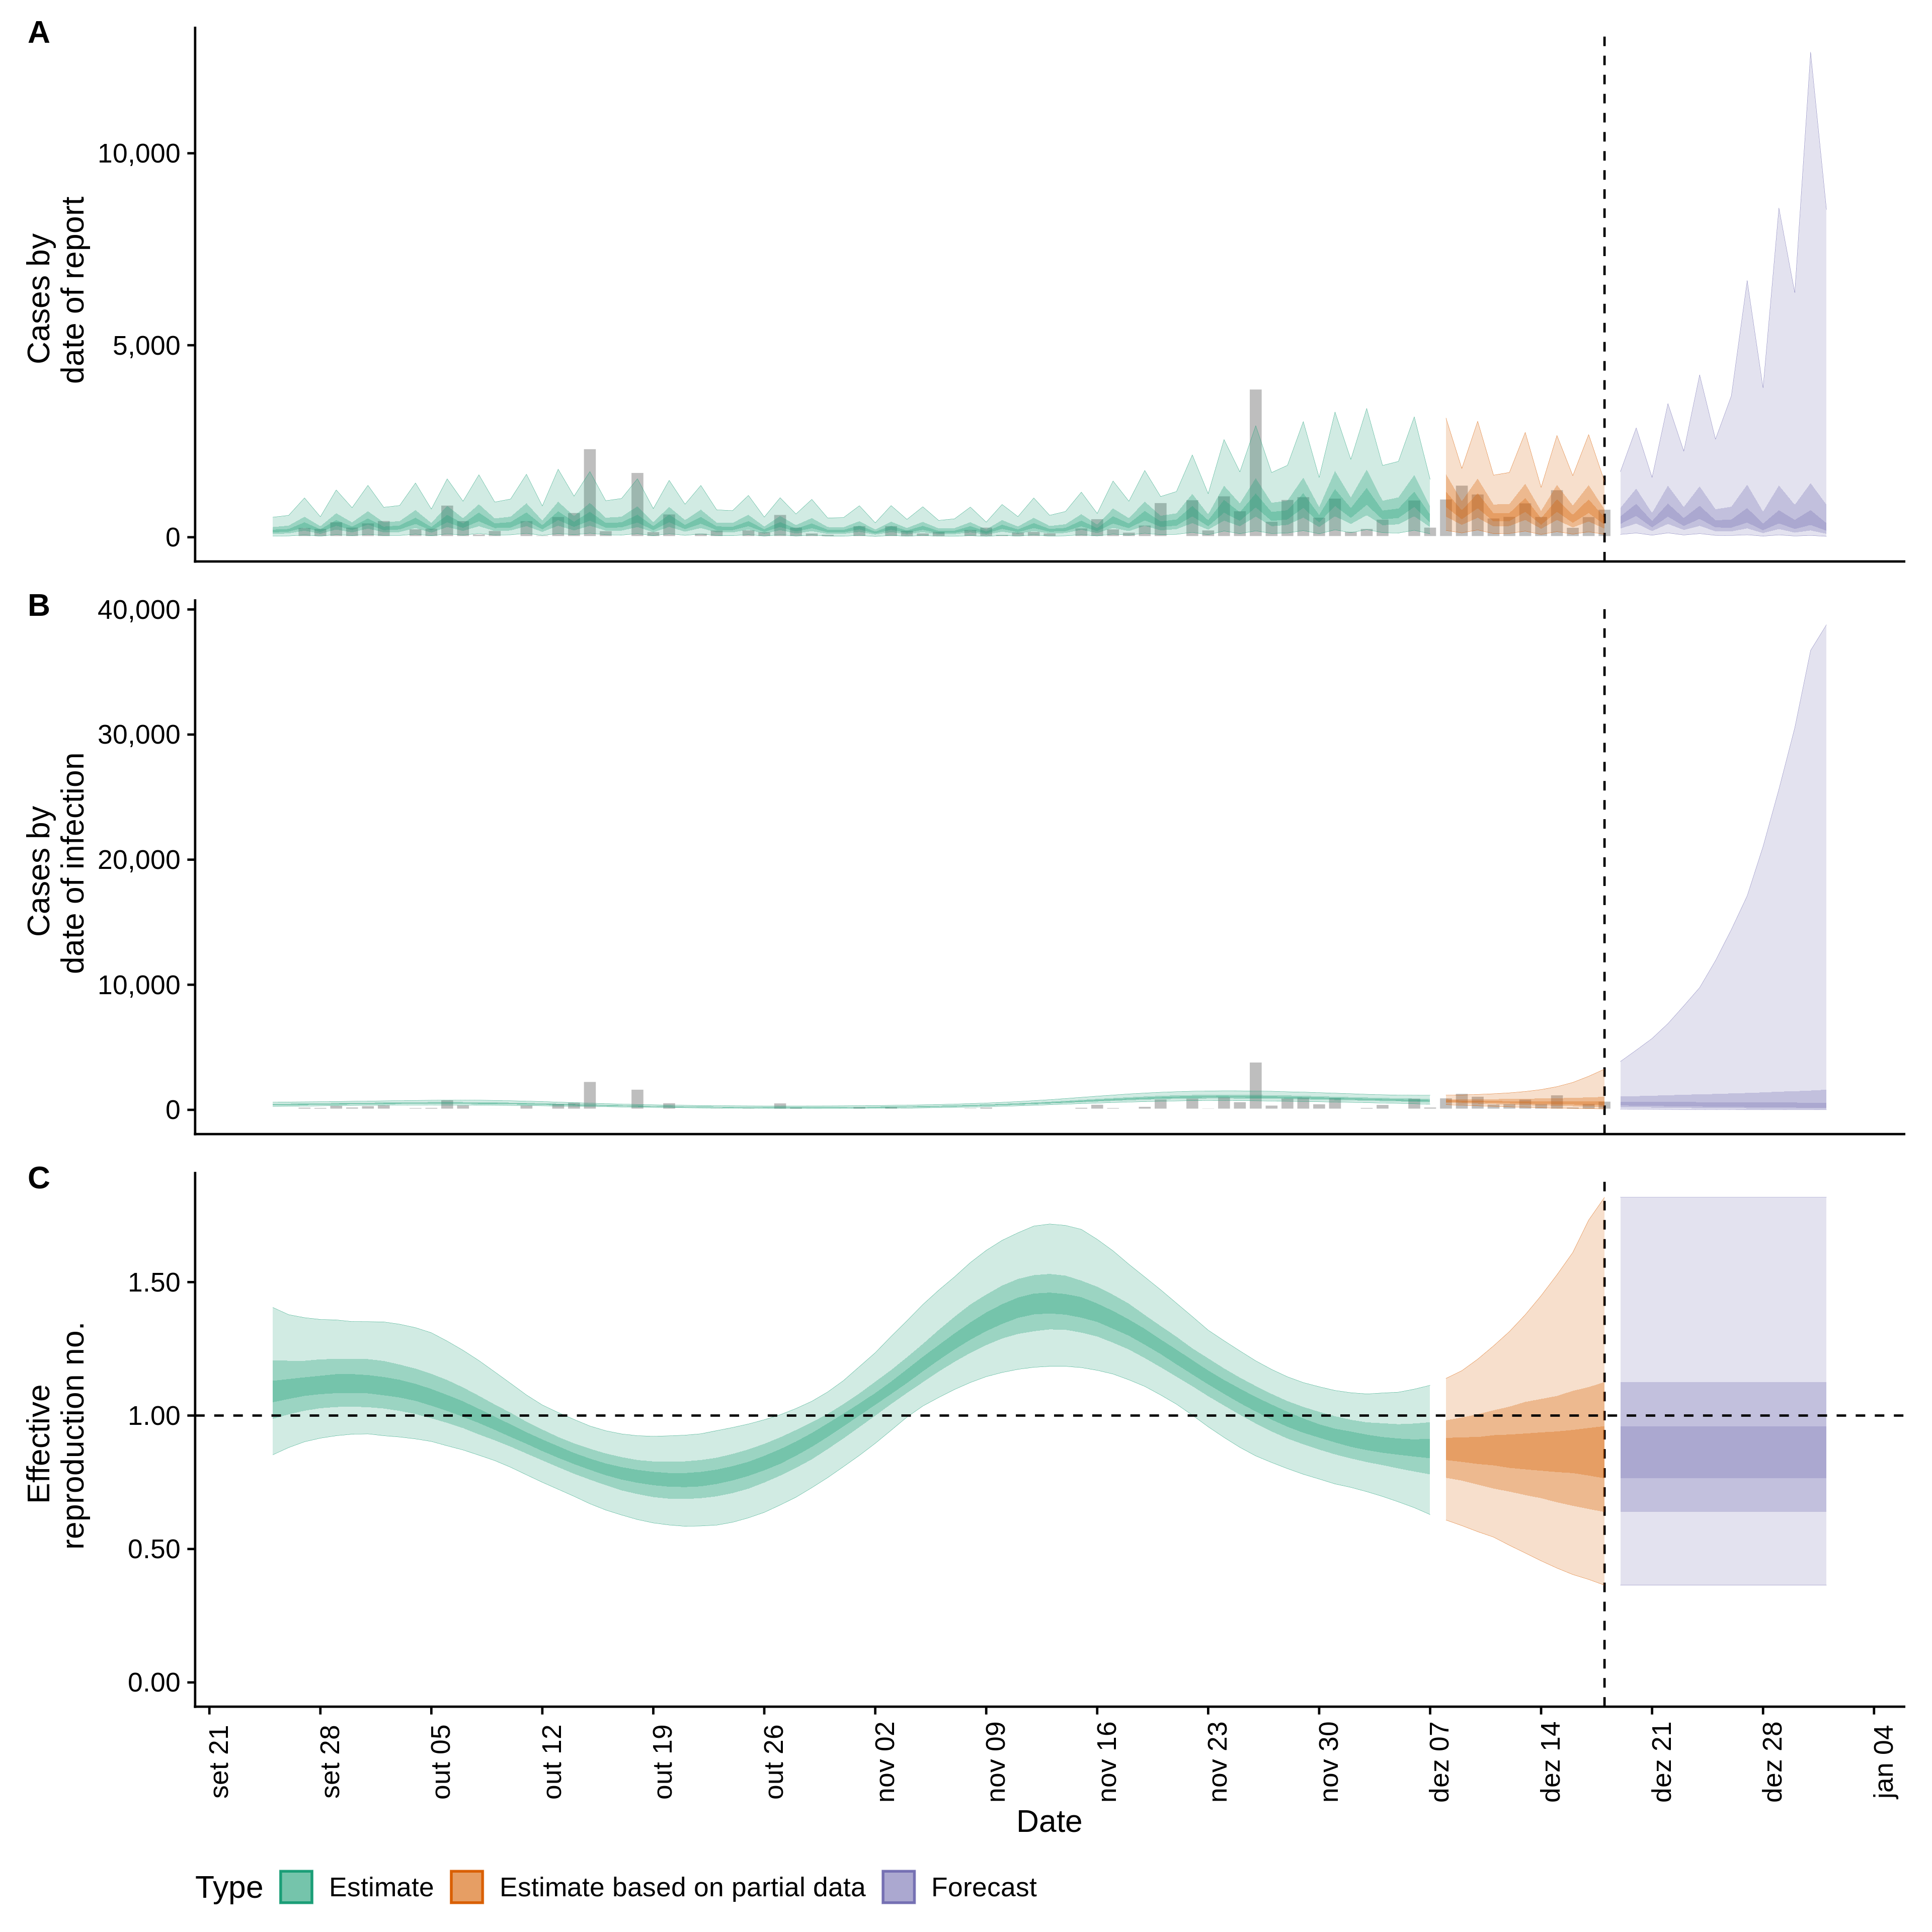 A
Cases by
date of report
10,000
5,000
0
B
Cases by
date of infection
40,000
30,000
20,000
10,000
0
C
Effective
reproduction no.
1.50
1.00
0.50
0.00
set 21
set 28
out 05
out 12
out 19
out 26
nov 02
nov 09
nov 16
nov 23
nov 30
dez 07
dez 14
dez 21
dez 28
jan 04
Date
Type Estimate Estimate based on partial data Forecast